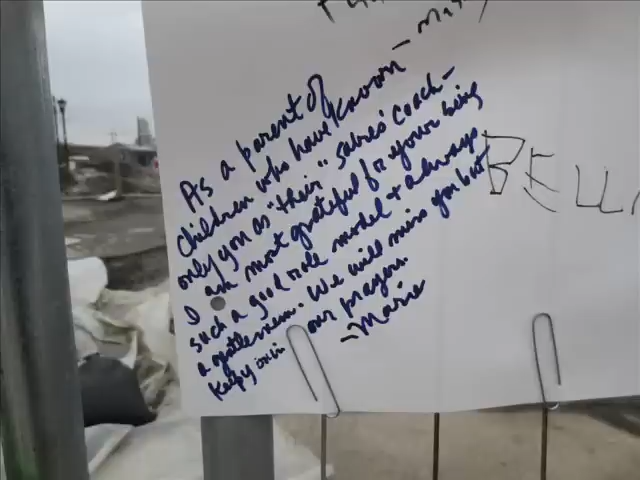 As a parent of
children who have known
only you as "their" Sabres' coach –
I am most grateful for your being
such a good role model + always
a gentleman. We will miss you but
keep you in our prayers.
– Marie
BELL